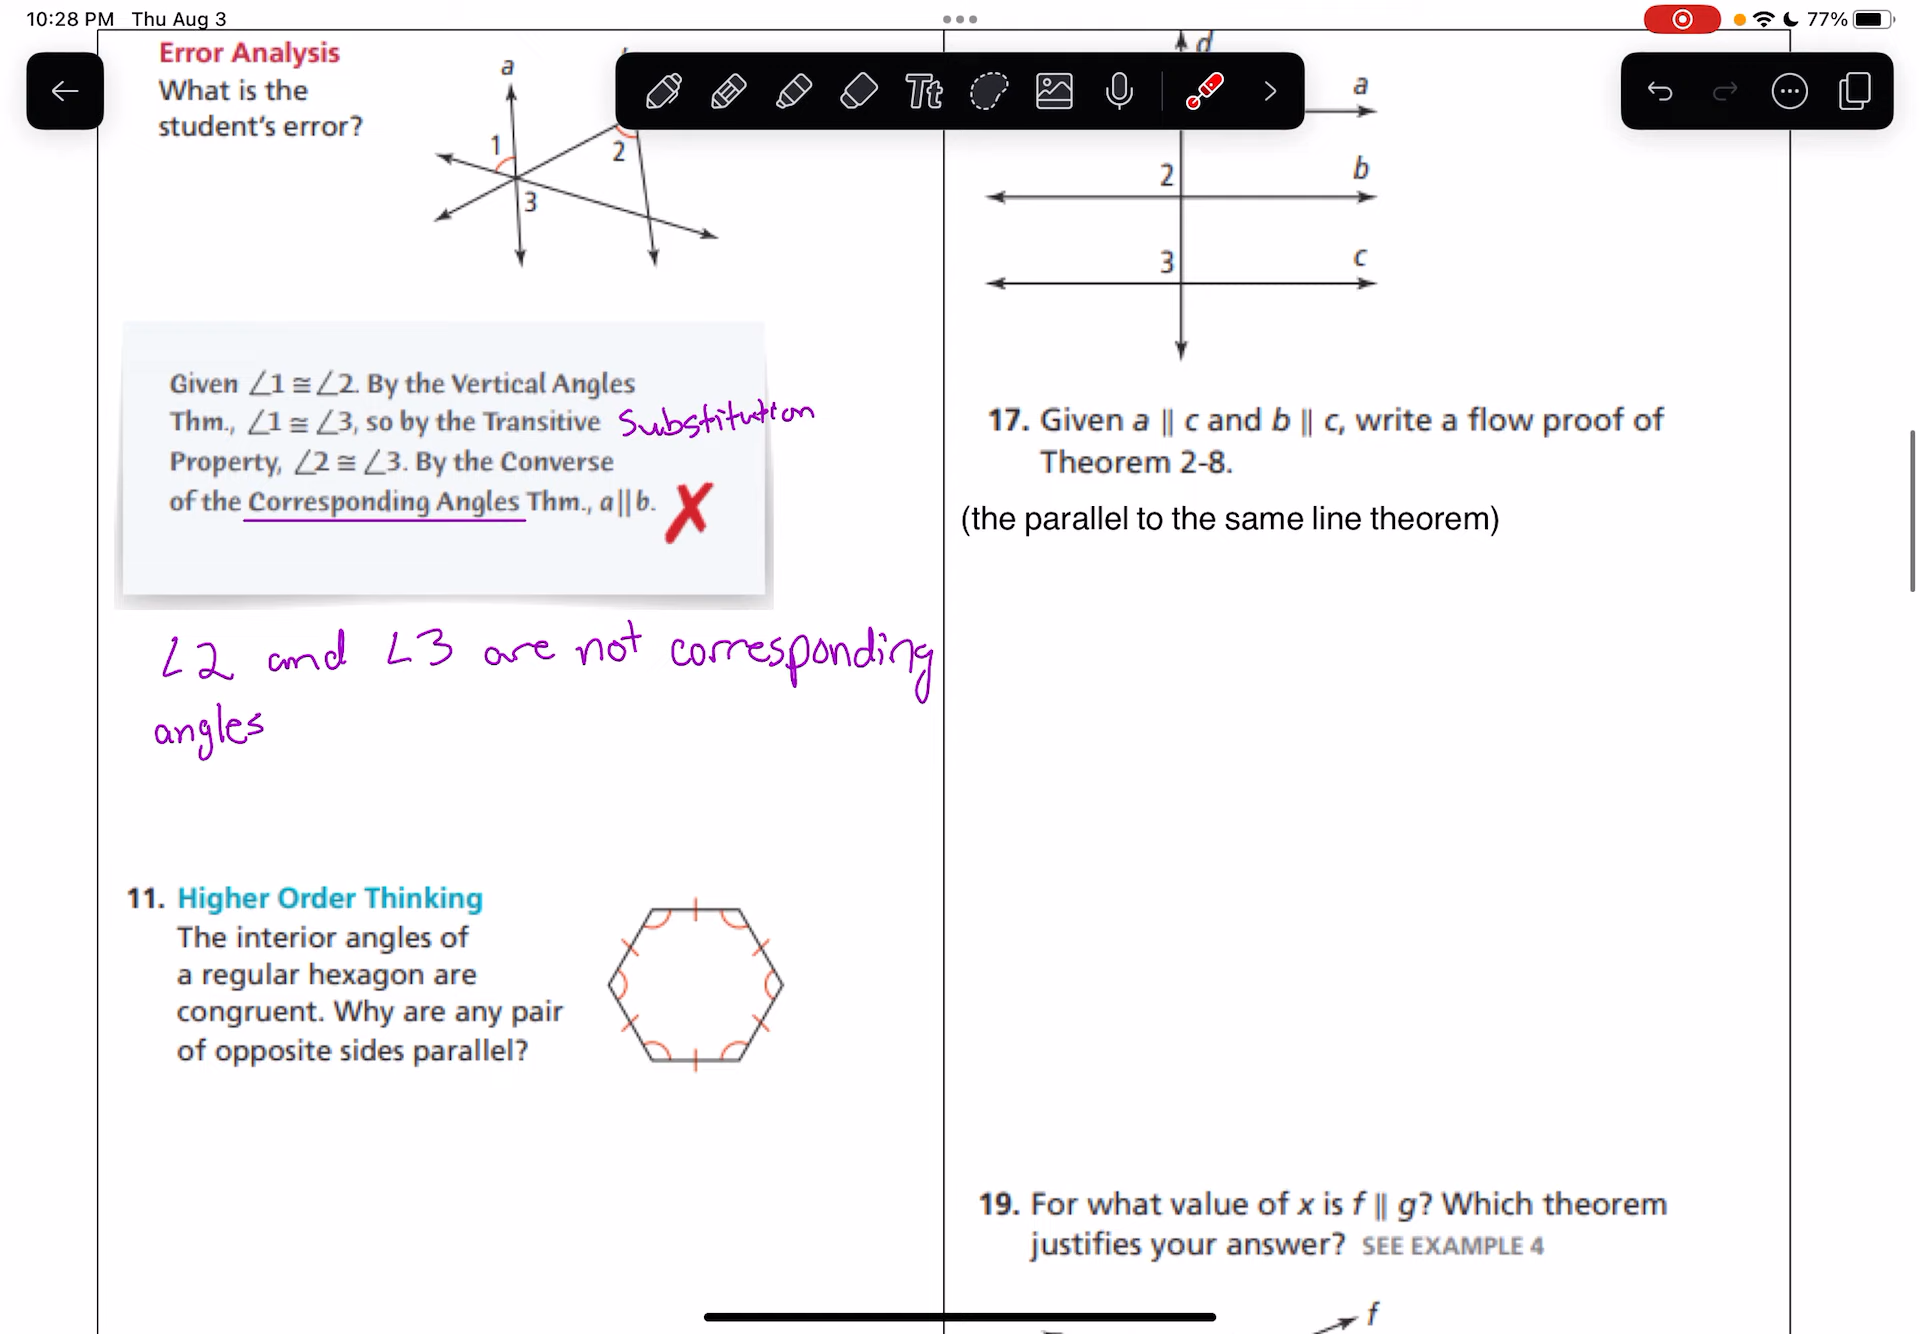 10:28 PM Thu Aug 3
77%
Error Analysis
What is the
student's error?
a
1
2
3
Tt
Given ∠1 ≅ ∠2. By the Vertical Angles
Thm., ∠1 ≅ ∠3, so by the Transitive Substitution
Property, ∠2 ≅ ∠3. By the Converse
of the Corresponding Angles Thm., a || b. ✗
∠2 and ∠3 are not corresponding
angles
11. Higher Order Thinking
The interior angles of
a regular hexagon are
congruent. Why are any pair
of opposite sides parallel?
d
a
2
b
3
c
17. Given a || c and b || c, write a flow proof of
Theorem 2-8.
(the parallel to the same line theorem)
19. For what value of x is f || g? Which theorem
justifies your answer? SEE EXAMPLE 4
f